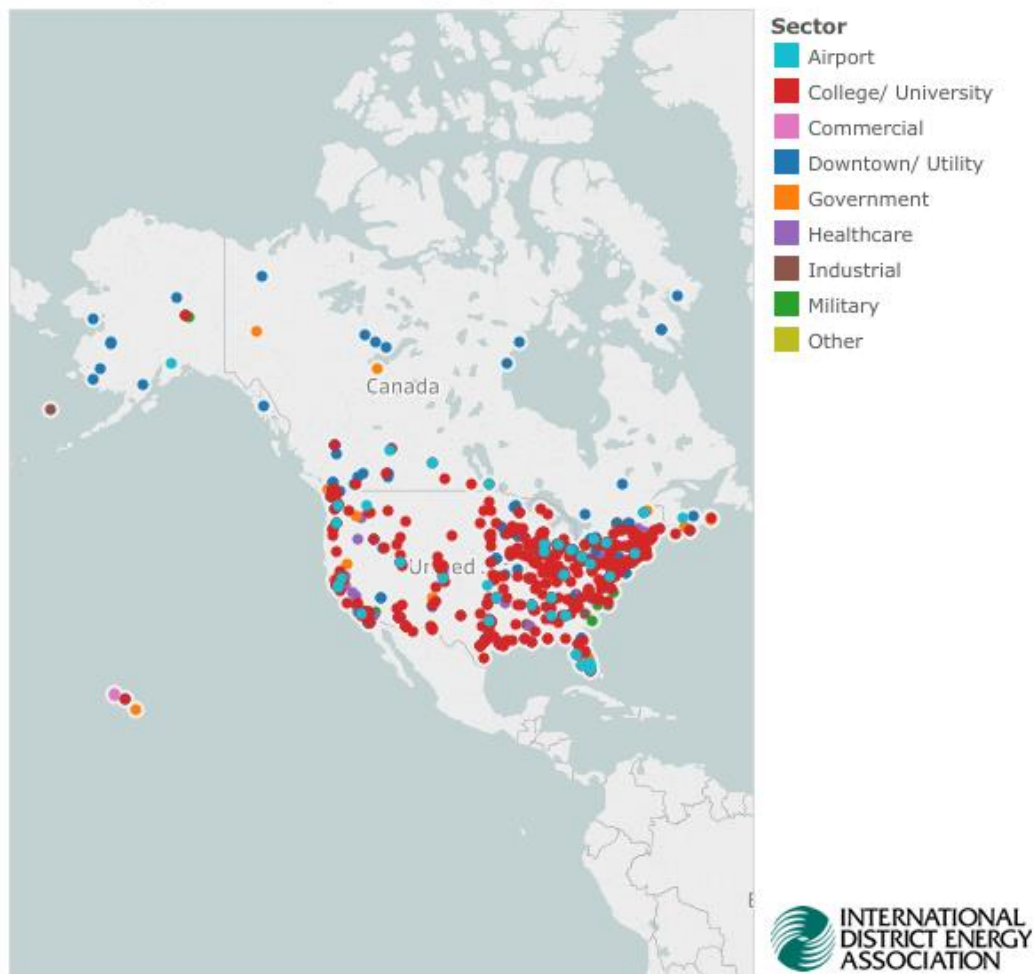 Sector
Airport
College/ University
Commercial
Downtown/ Utility
Government
Healthcare
Industrial
Military
Other
Canada
INTERNATIONAL
DISTRICT ENERGY
ASSOCIATION